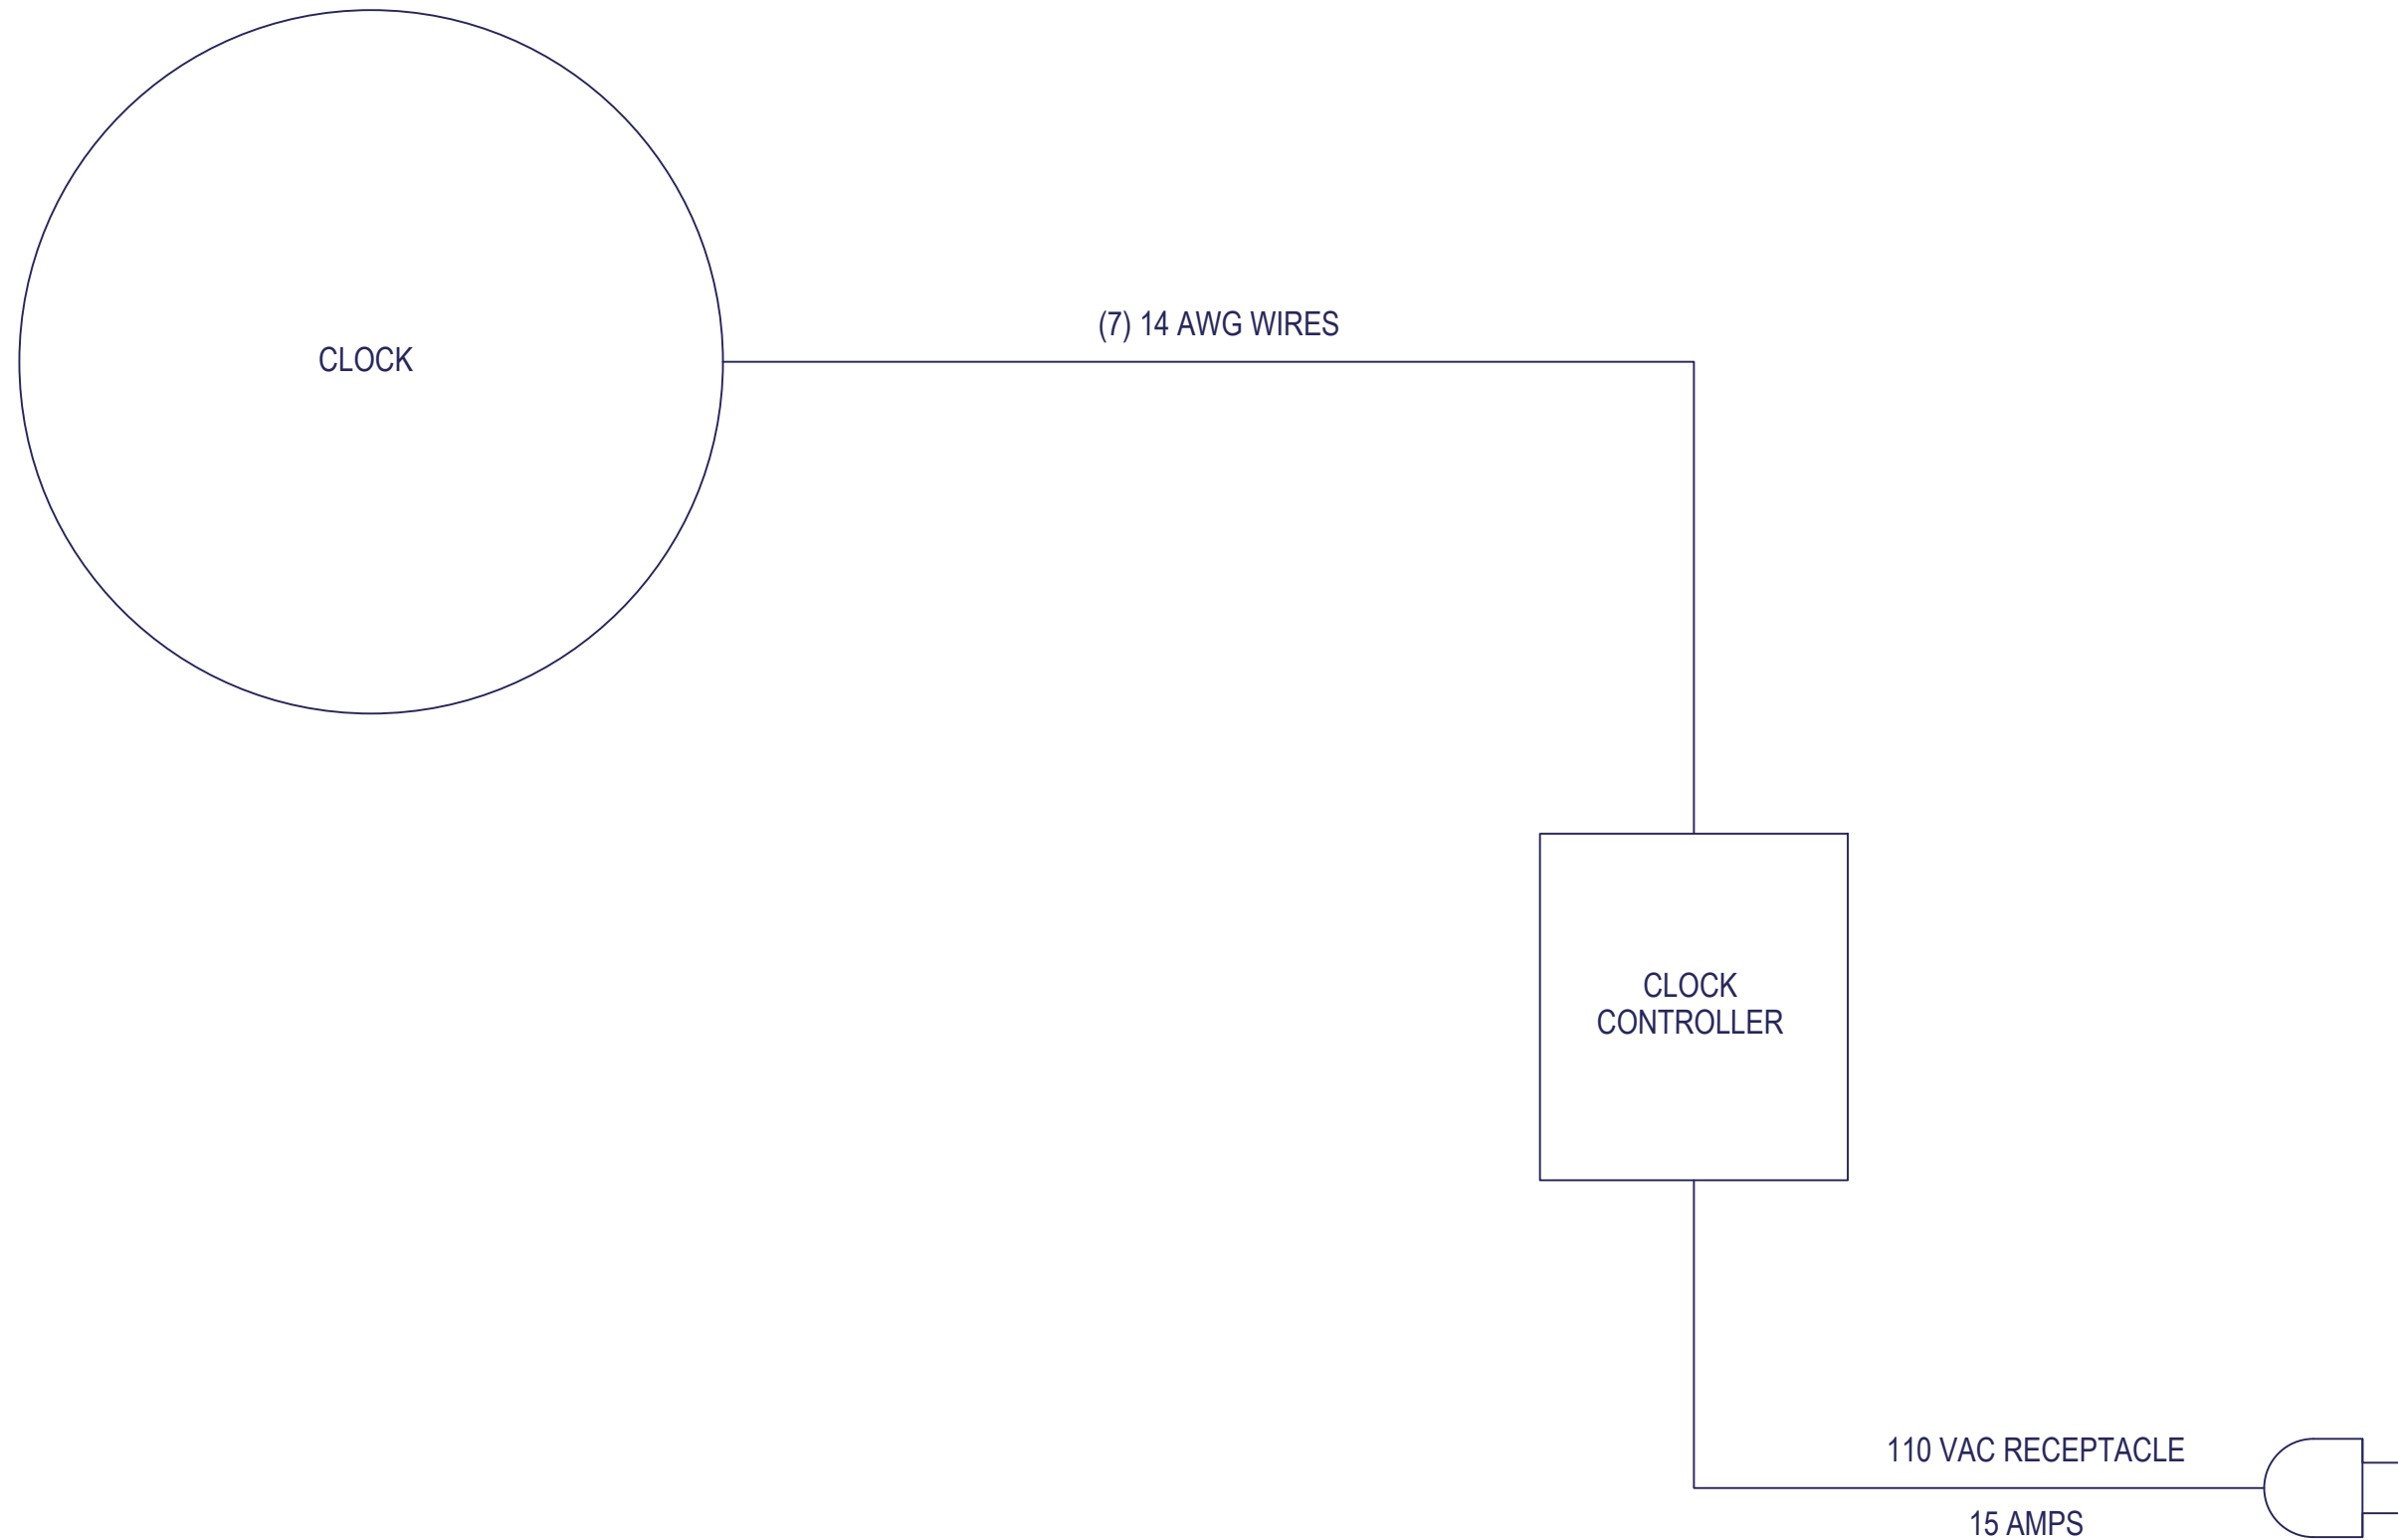 (7) 14 AWG WIRES
CLOCK
CLOCK
CONTROLLER
110 VAC RECEPTACLE
15 AMPS